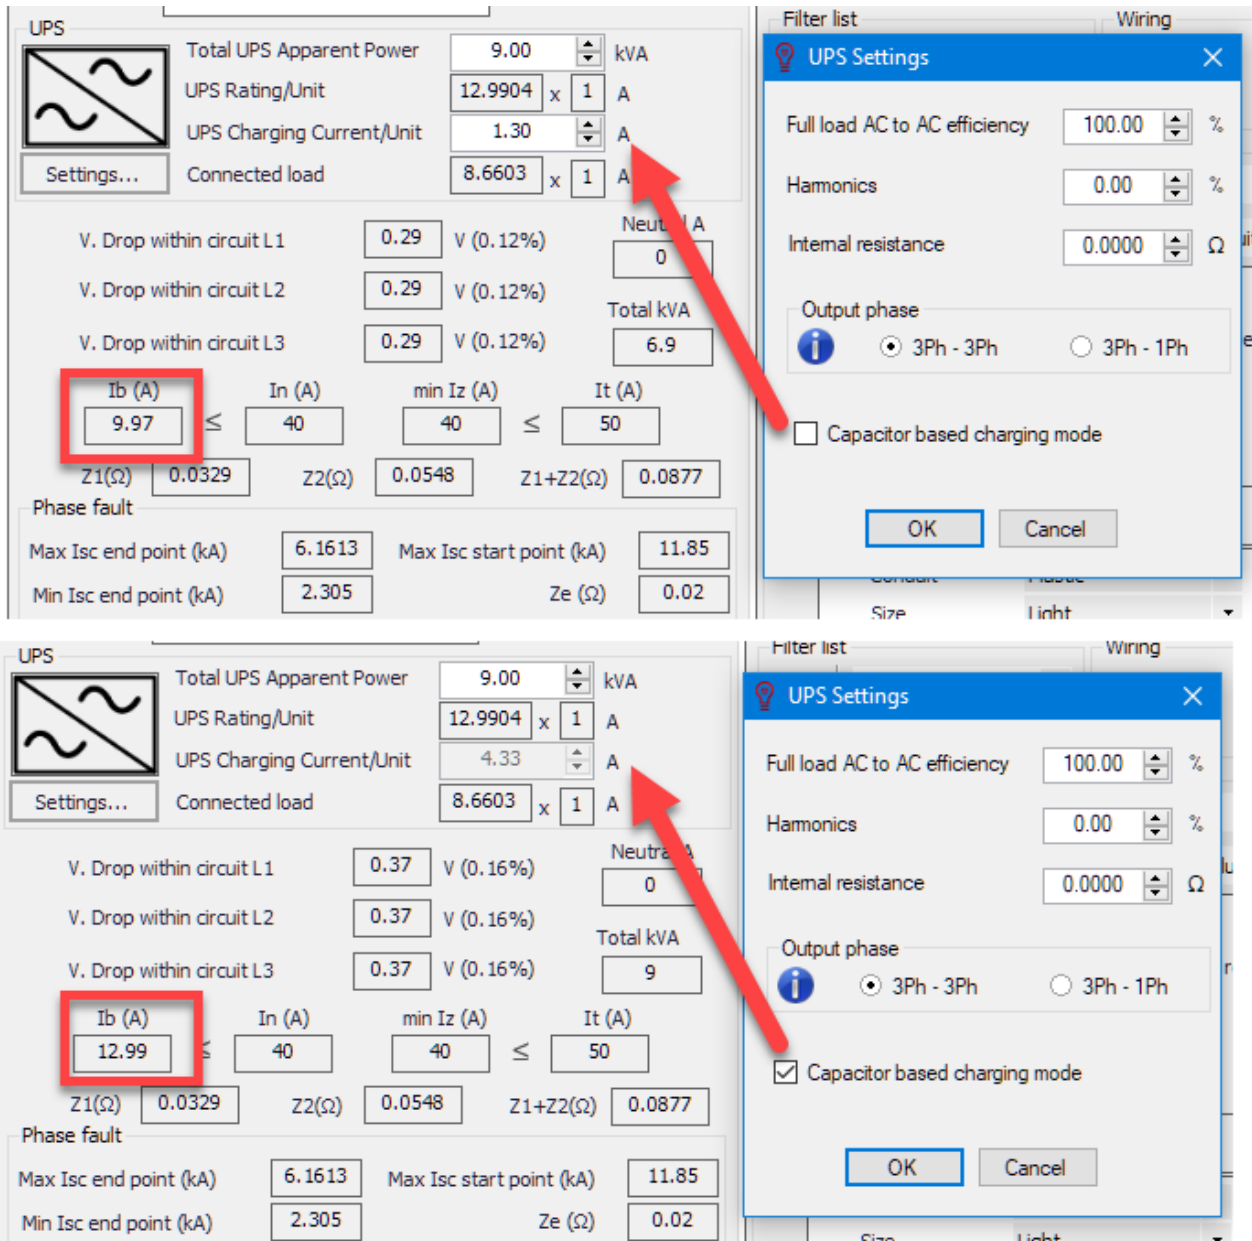 UPS
Total UPS Apparent Power 9.00 kVA
UPS Rating/Unit 12.9904 x 1 A
UPS Charging Current/Unit 1.30 A
Settings... Connected load 8.6603 x 1 A
V. Drop within circuit L1 0.29 V (0.12%)
Neutral A
0
V. Drop within circuit L2 0.29 V (0.12%)
Total kVA
V. Drop within circuit L3 0.29 V (0.12%) 6.9
Ib (A) In (A) min Iz (A) It (A)
9.97 ≤ 40 40 ≤ 50
Z1(Ω) 0.0329 Z2(Ω) 0.0548 Z1+Z2(Ω) 0.0877
Phase fault
Max Isc end point (kA) 6.1613 Max Isc start point (kA) 11.85
Min Isc end point (kA) 2.305 Ze (Ω) 0.02
Filter list Wiring
UPS Settings
Full load AC to AC efficiency 100.00 %
Harmonics 0.00 %
Internal resistance 0.0000 Ω
Output phase
3Ph - 3Ph 3Ph - 1Ph
Capacitor based charging mode
OK Cancel
Conduit Plastic
Size Light
UPS
Total UPS Apparent Power 9.00 kVA
UPS Rating/Unit 12.9904 x 1 A
UPS Charging Current/Unit 4.33 A
Settings... Connected load 8.6603 x 1 A
V. Drop within circuit L1 0.37 V (0.16%)
Neutral A
0
V. Drop within circuit L2 0.37 V (0.16%)
Total kVA
V. Drop within circuit L3 0.37 V (0.16%) 9
Ib (A) In (A) min Iz (A) It (A)
12.99 ≤ 40 40 ≤ 50
Z1(Ω) 0.0329 Z2(Ω) 0.0548 Z1+Z2(Ω) 0.0877
Phase fault
Max Isc end point (kA) 6.1613 Max Isc start point (kA) 11.85
Min Isc end point (kA) 2.305 Ze (Ω) 0.02
Filter list Wiring
UPS Settings
Full load AC to AC efficiency 100.00 %
Harmonics 0.00 %
Internal resistance 0.0000 Ω
Output phase
3Ph - 3Ph 3Ph - 1Ph
Capacitor based charging mode
OK Cancel
Size Light